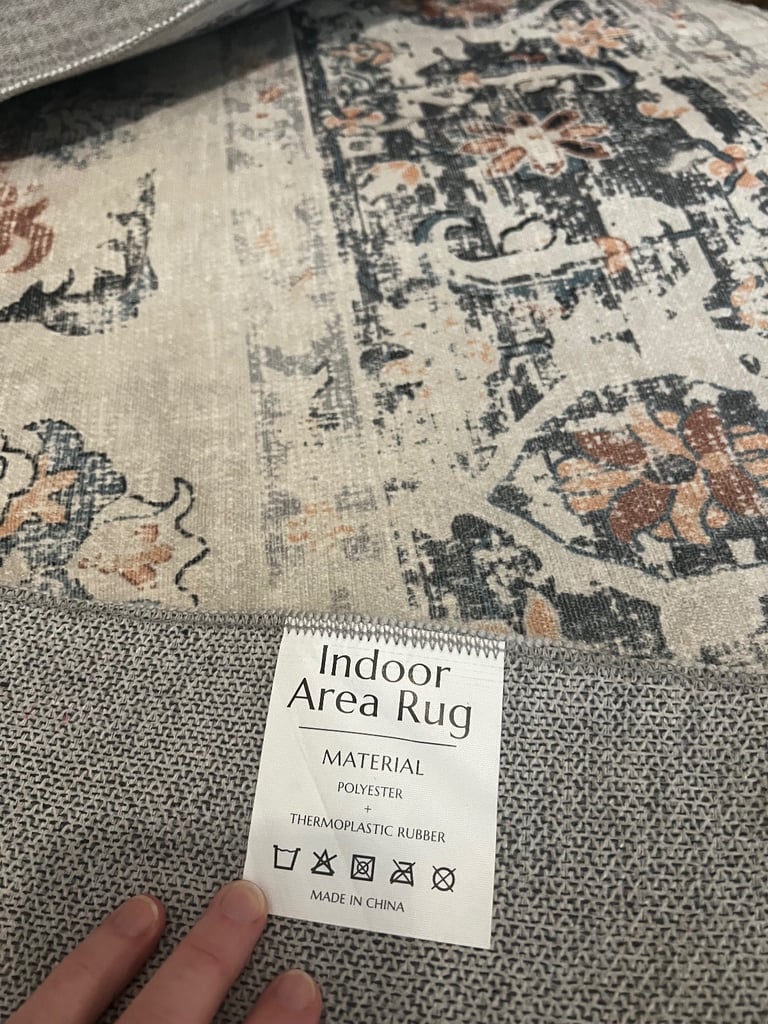 Indoor
Area Rug
MATERIAL
POLYESTER
+
THERMOPLASTIC RUBBER
MADE IN CHINA